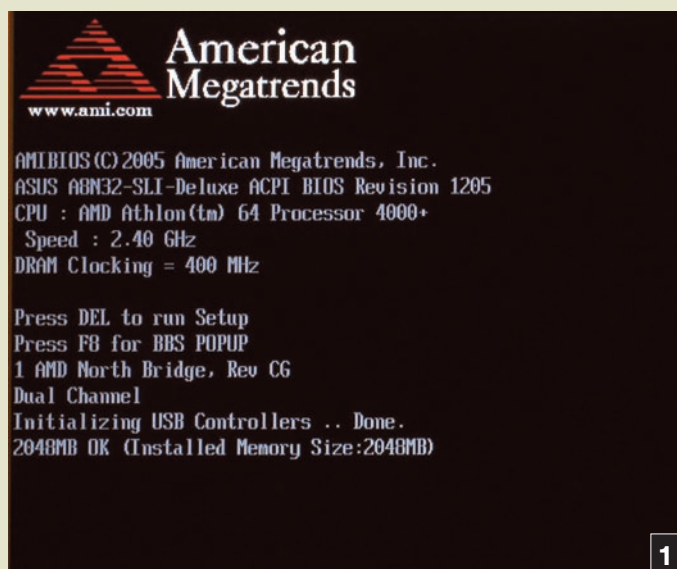 American
Megatrends
www.ami.com
AMIBIOS(C)2005 American Megatrends, Inc.
ASUS A8N32-SLI-Deluxe ACPI BIOS Revision 1205
CPU : AMD Athlon(tm) 64 Processor 4000+
Speed : 2.40 GHz
DRAM Clocking = 400 MHz
Press DEL to run Setup
Press F8 for BBS POPUP
1 AMD North Bridge, Rev CG
Dual Channel
Initializing USB Controllers .. Done.
2048MB OK (Installed Memory Size:2048MB)
1